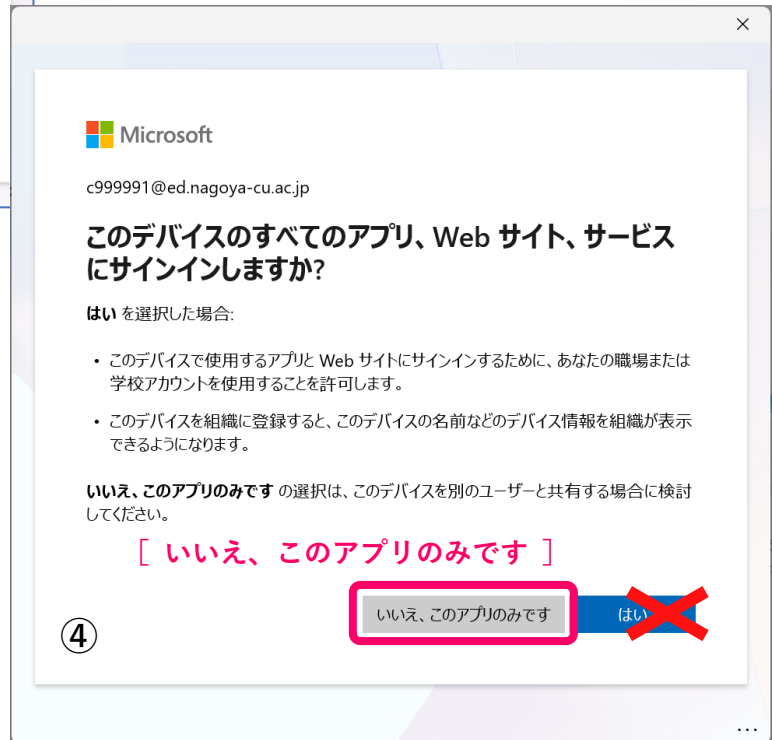 Microsoft
c999991@ed.nagoya-cu.ac.jp
このデバイスのすべてのアプリ、Web サイト、サービス
にサインインしますか?
はい を選択した場合:
• このデバイスで使用するアプリと Web サイトにサインインするために、あなたの職場または
学校アカウントを使用することを許可します。
• このデバイスを組織に登録すると、このデバイスの名前などのデバイス情報を組織が表示
できるようになります。
いいえ、このアプリのみです の選択は、このデバイスを別のユーザーと共有する場合に検討
してください。
[ いいえ、このアプリのみです ]
いいえ、このアプリのみです はい
④